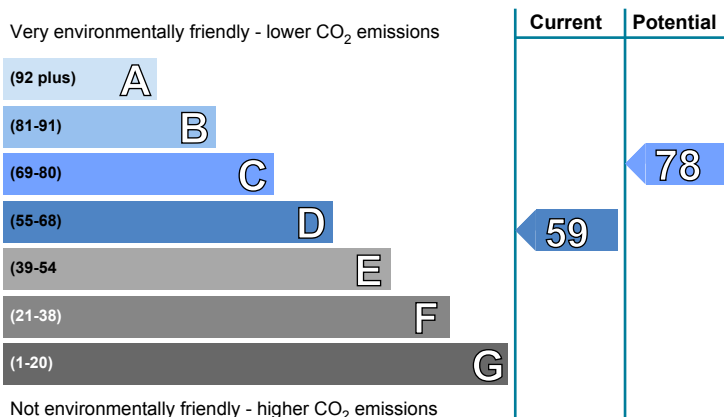 Current Potential
Very environmentally friendly - lower CO2 emissions
(92 plus) A
(81-91) B
(69-80) C
78
(55-68) D
59
(39-54 E
(21-38) F
(1-20) G
Not environmentally friendly - higher CO2 emissions